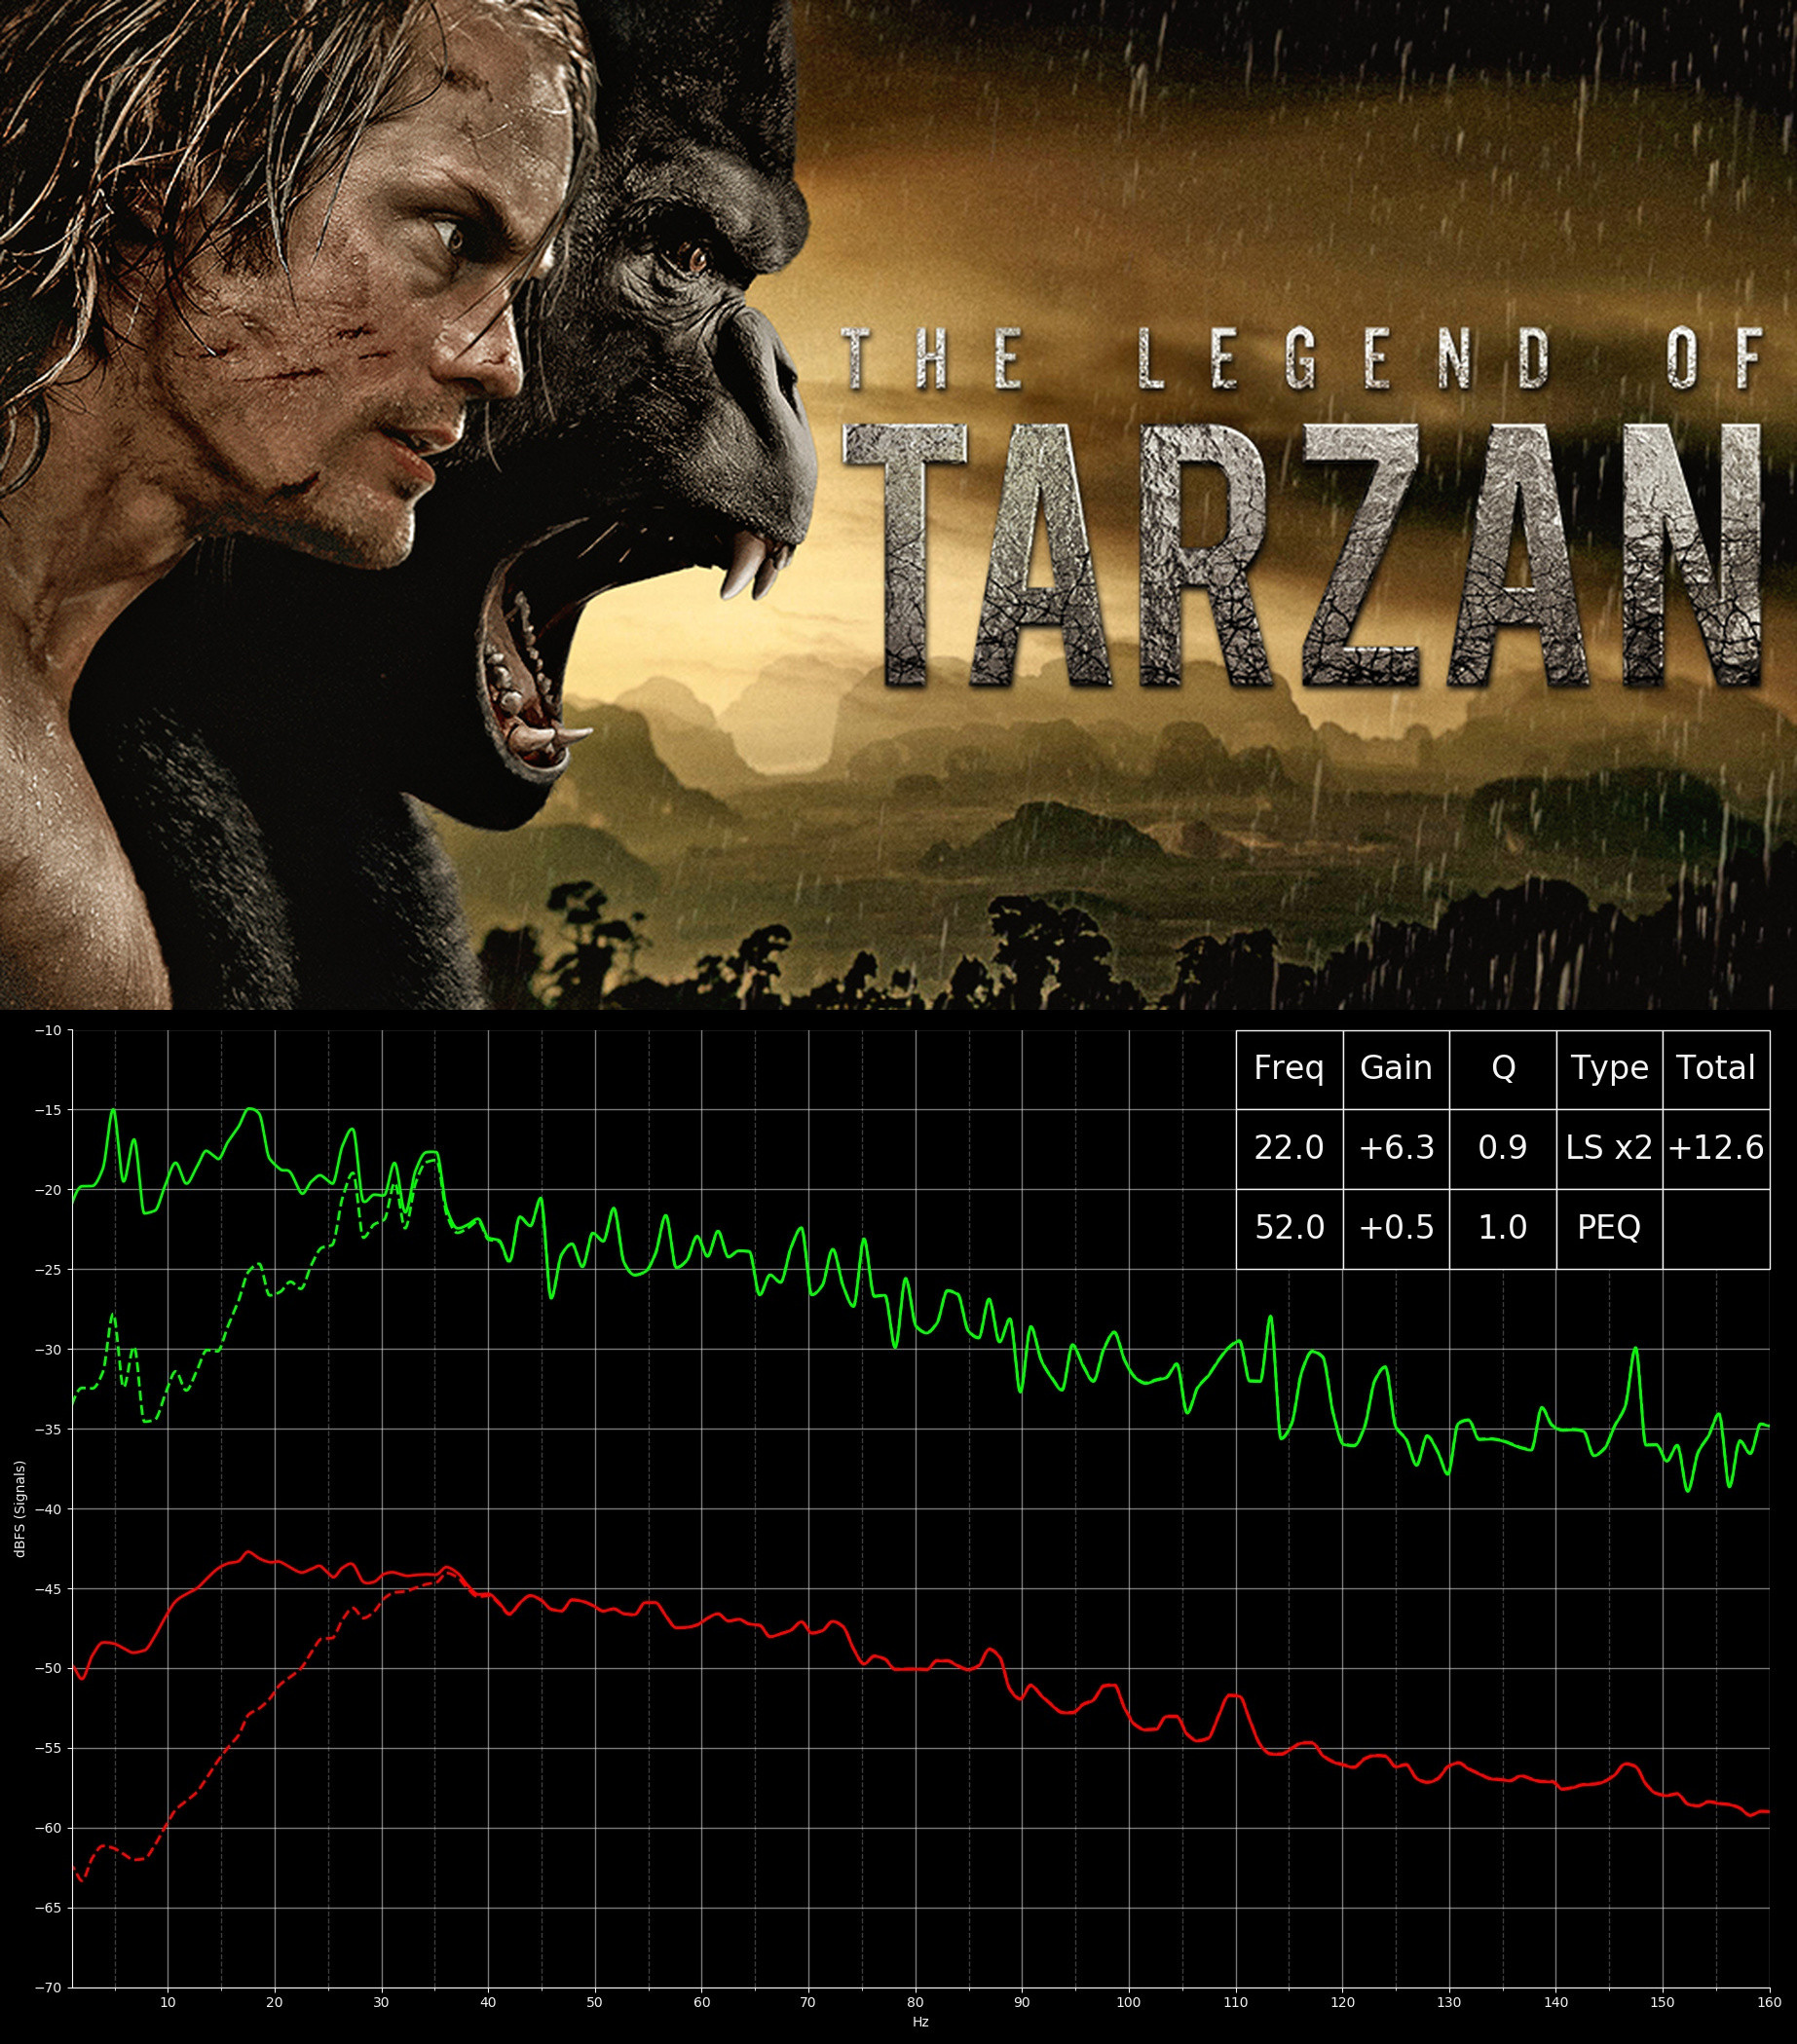 THE LEGEND OF
TARZAN
Freq Gain Q Type Total
22.0 +6.3 0.9 LS x2 +12.6
52.0 +0.5 1.0 PEQ
−10
−15
−20
−25
−30
−35
−40
−45
−50
−55
−60
−65
−70
dBFS (Signals)
10 20 30 40 50 60 70 80 90 100 110 120 130 140 150 160
Hz